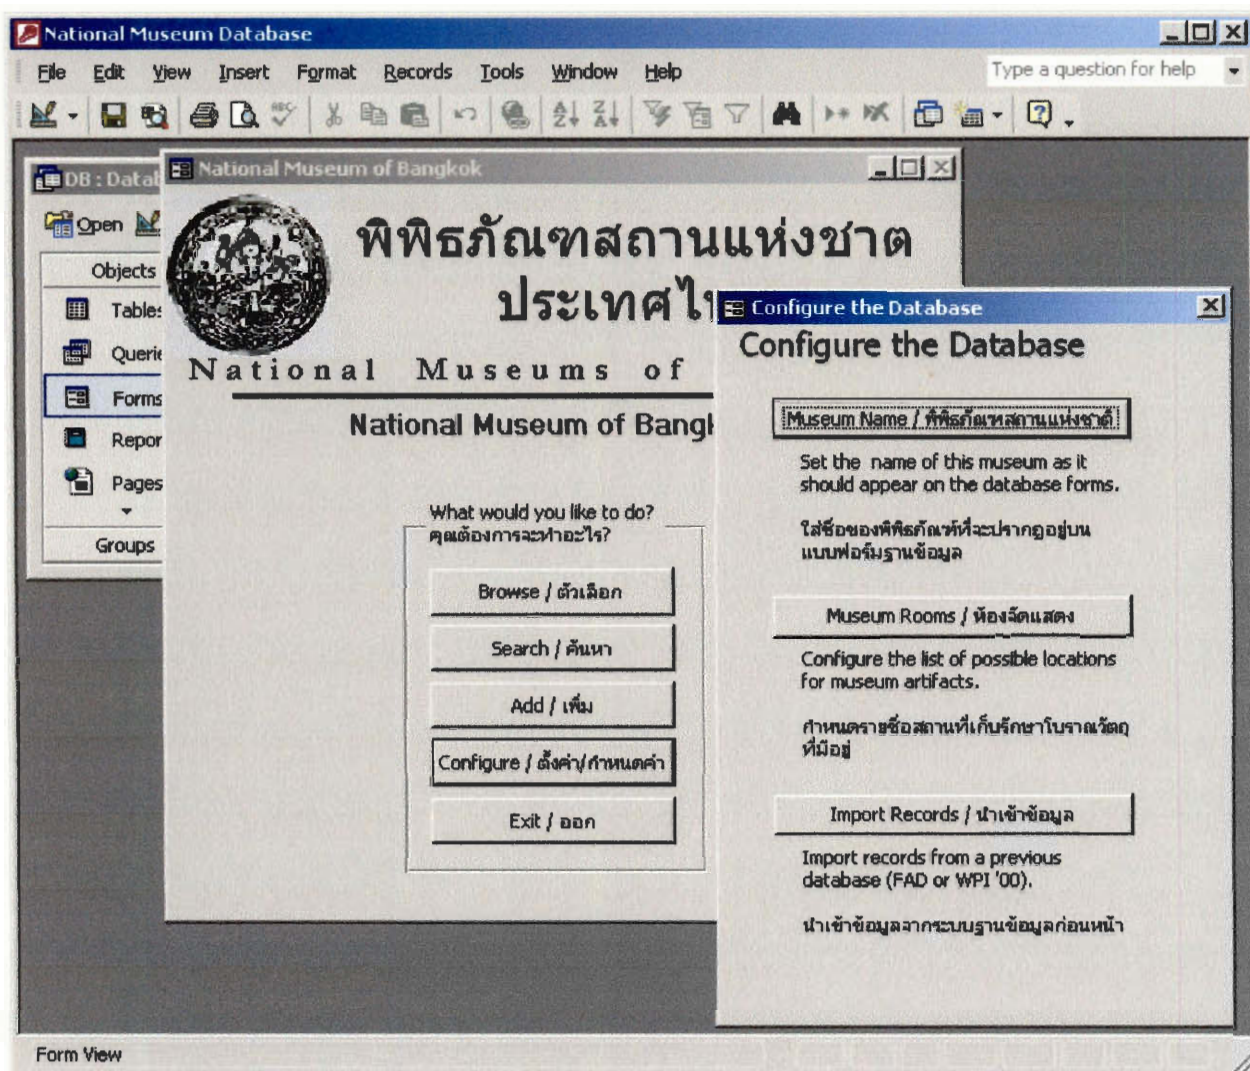 National Museum Database
File Edit View Insert Format Records Tools Window Help
Type a question for help
DB : Datab
National Museum of Bangkok
Open
พิพิธภัณฑสถานแห่งชาต
ประเทศไ
Objects
Tables
Querie
Forms
Repor
Pages
Groups
National Museums of
National Museum of Bangk
What would you like to do?
คุณต้องการจะทำอะไร?
Browse / ตัวเลือก
Search / ค้นหา
Add / เพิ่ม
Configure / ตั้งค่า/กำหนดค่า
Exit / ออก
Configure the Database
Configure the Database
Museum Name / พิพิธภัณฑสถานแห่งชาติ
Set the name of this museum as it
should appear on the database forms.
ใส่ชื่อของพิพิธภัณฑ์ที่จะปรากฏอยู่บน
แบบฟอร์มฐานข้อมูล
Museum Rooms / ห้องจัดแสดง
Configure the list of possible locations
for museum artifacts.
กำหนดรายชื่อสถานที่เก็บรักษาโบราณวัตถุ
ที่มีอยู่
Import Records / นำเข้าข้อมูล
Import records from a previous
database (FAD or WPI '00).
นำเข้าข้อมูลจากระบบฐานข้อมูลก่อนหน้า
Form View